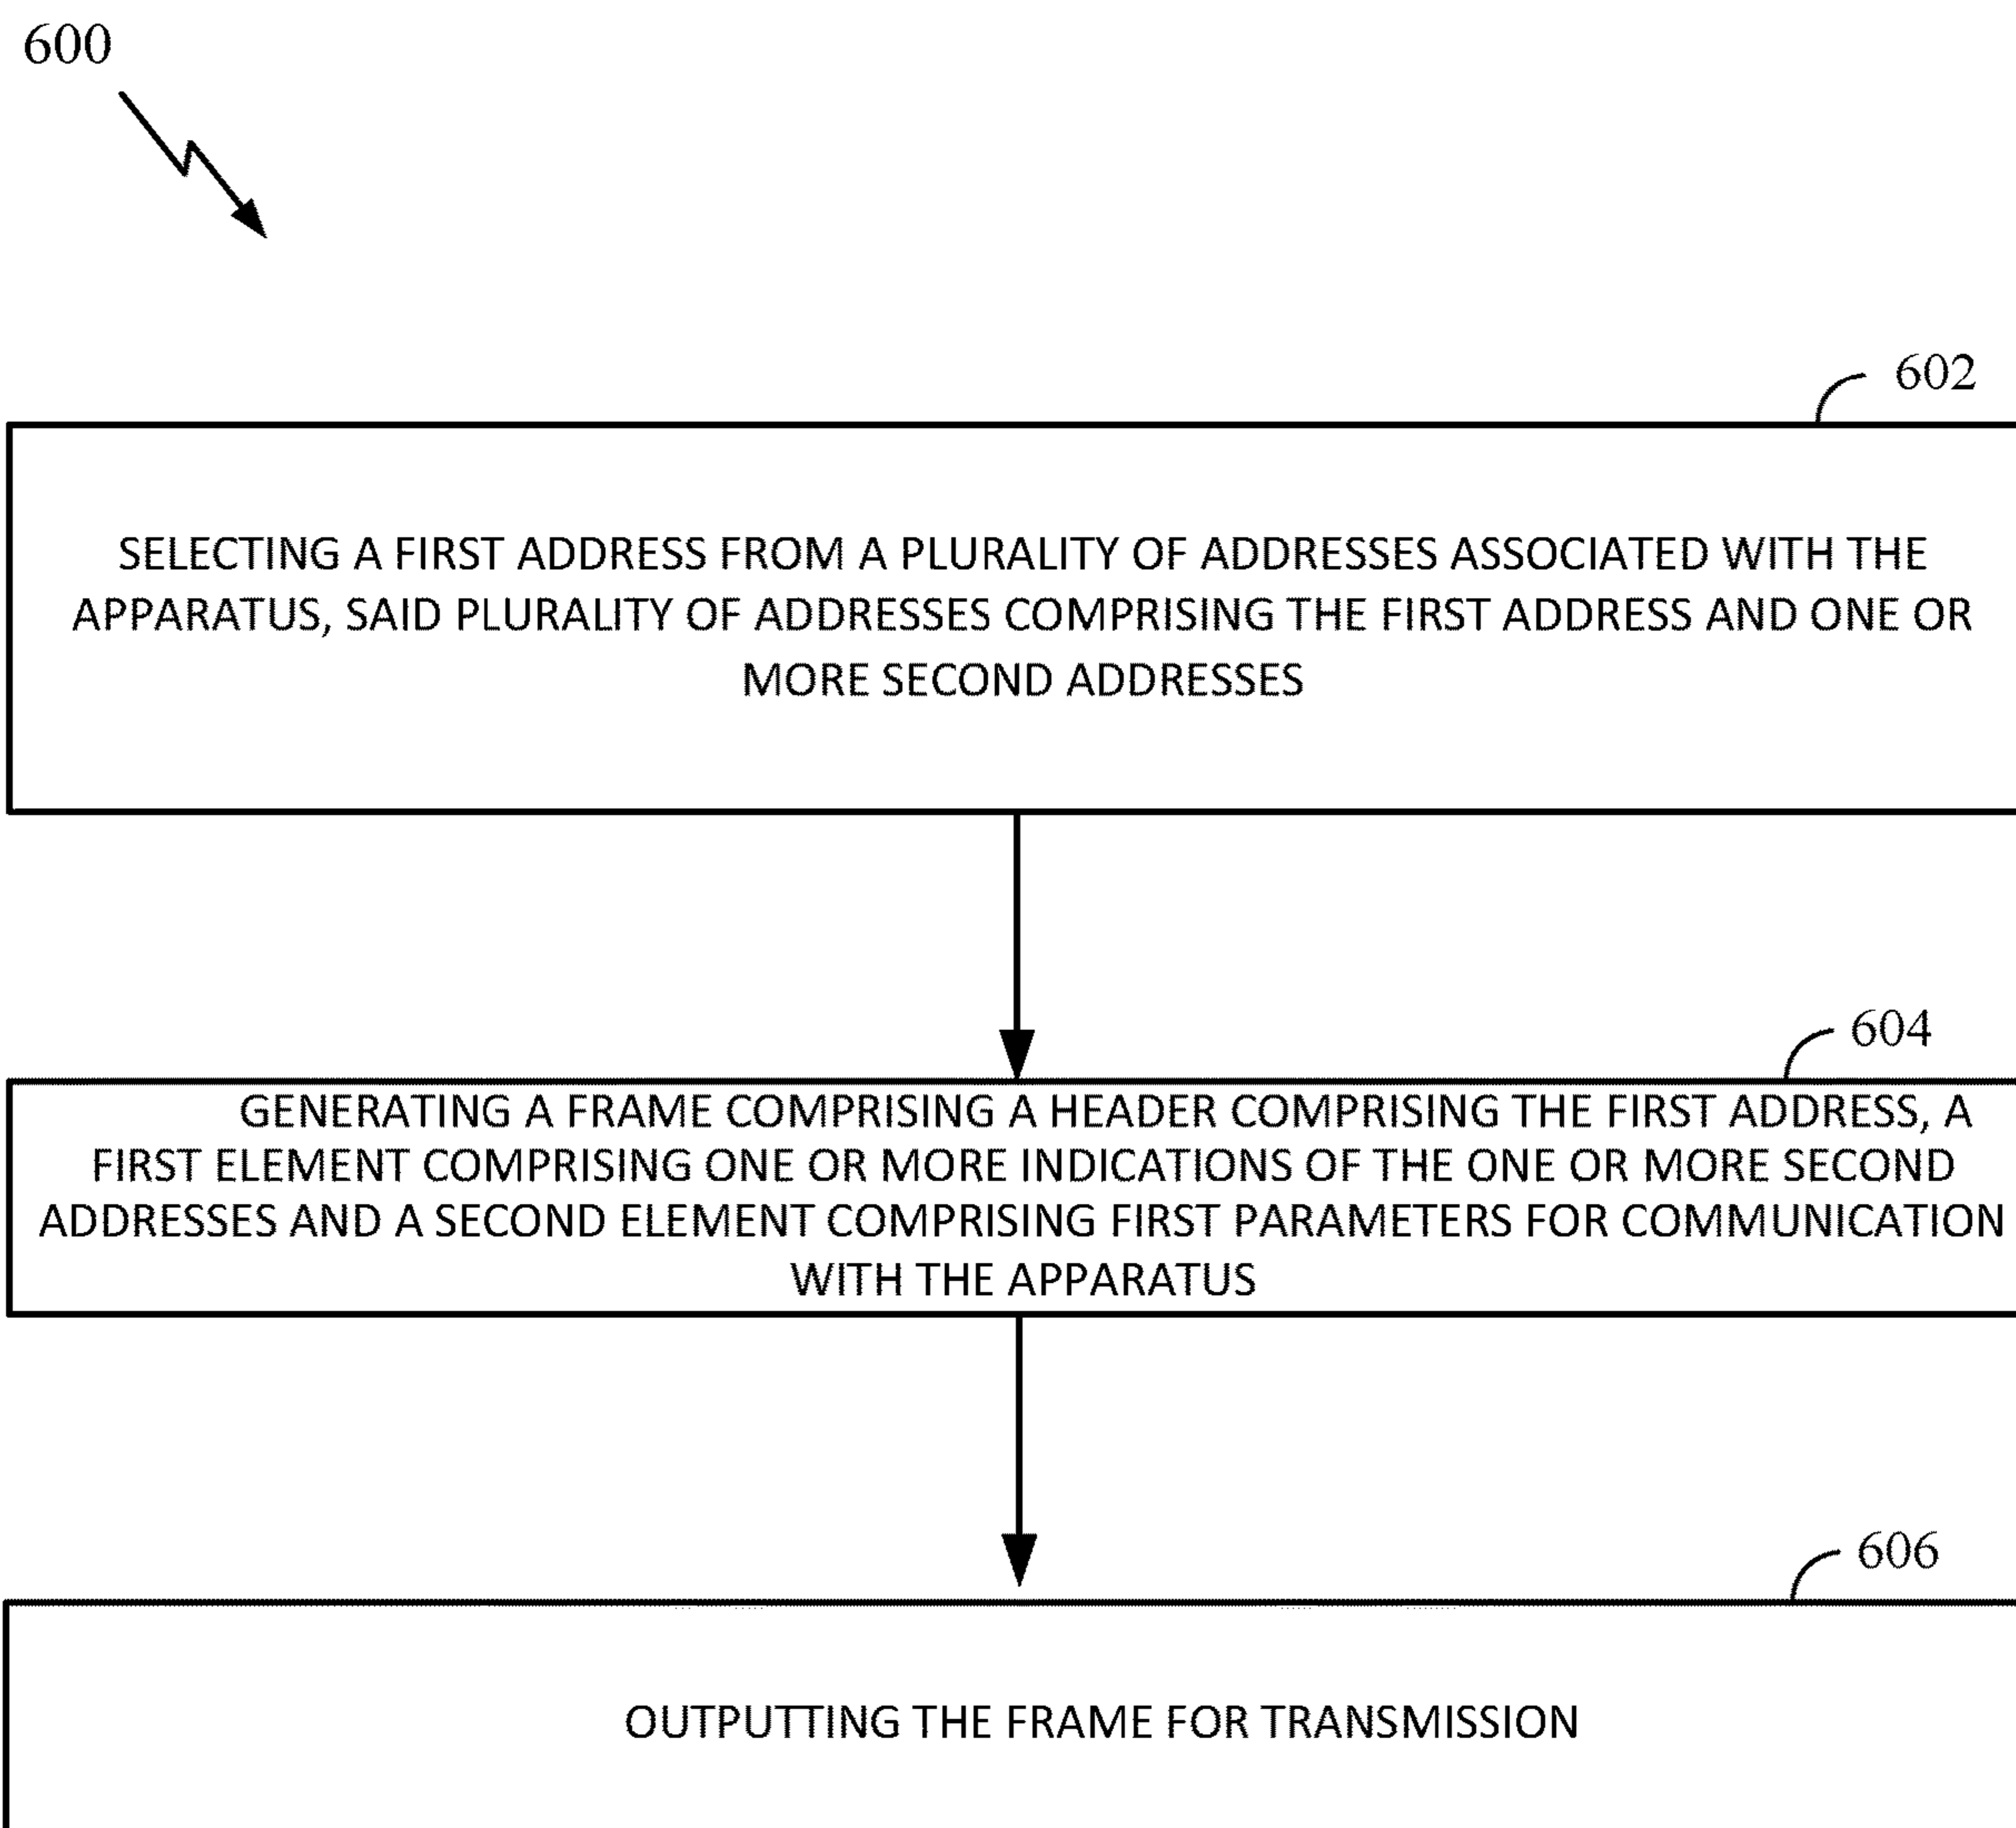 600
602
SELECTING A FIRST ADDRESS FROM A PLURALITY OF ADDRESSES ASSOCIATED WITH THE
APPARATUS, SAID PLURALITY OF ADDRESSES COMPRISING THE FIRST ADDRESS AND ONE OR
MORE SECOND ADDRESSES
604
GENERATING A FRAME COMPRISING A HEADER COMPRISING THE FIRST ADDRESS, A
FIRST ELEMENT COMPRISING ONE OR MORE INDICATIONS OF THE ONE OR MORE SECOND
ADDRESSES AND A SECOND ELEMENT COMPRISING FIRST PARAMETERS FOR COMMUNICATION
WITH THE APPARATUS
606
OUTPUTTING THE FRAME FOR TRANSMISSION